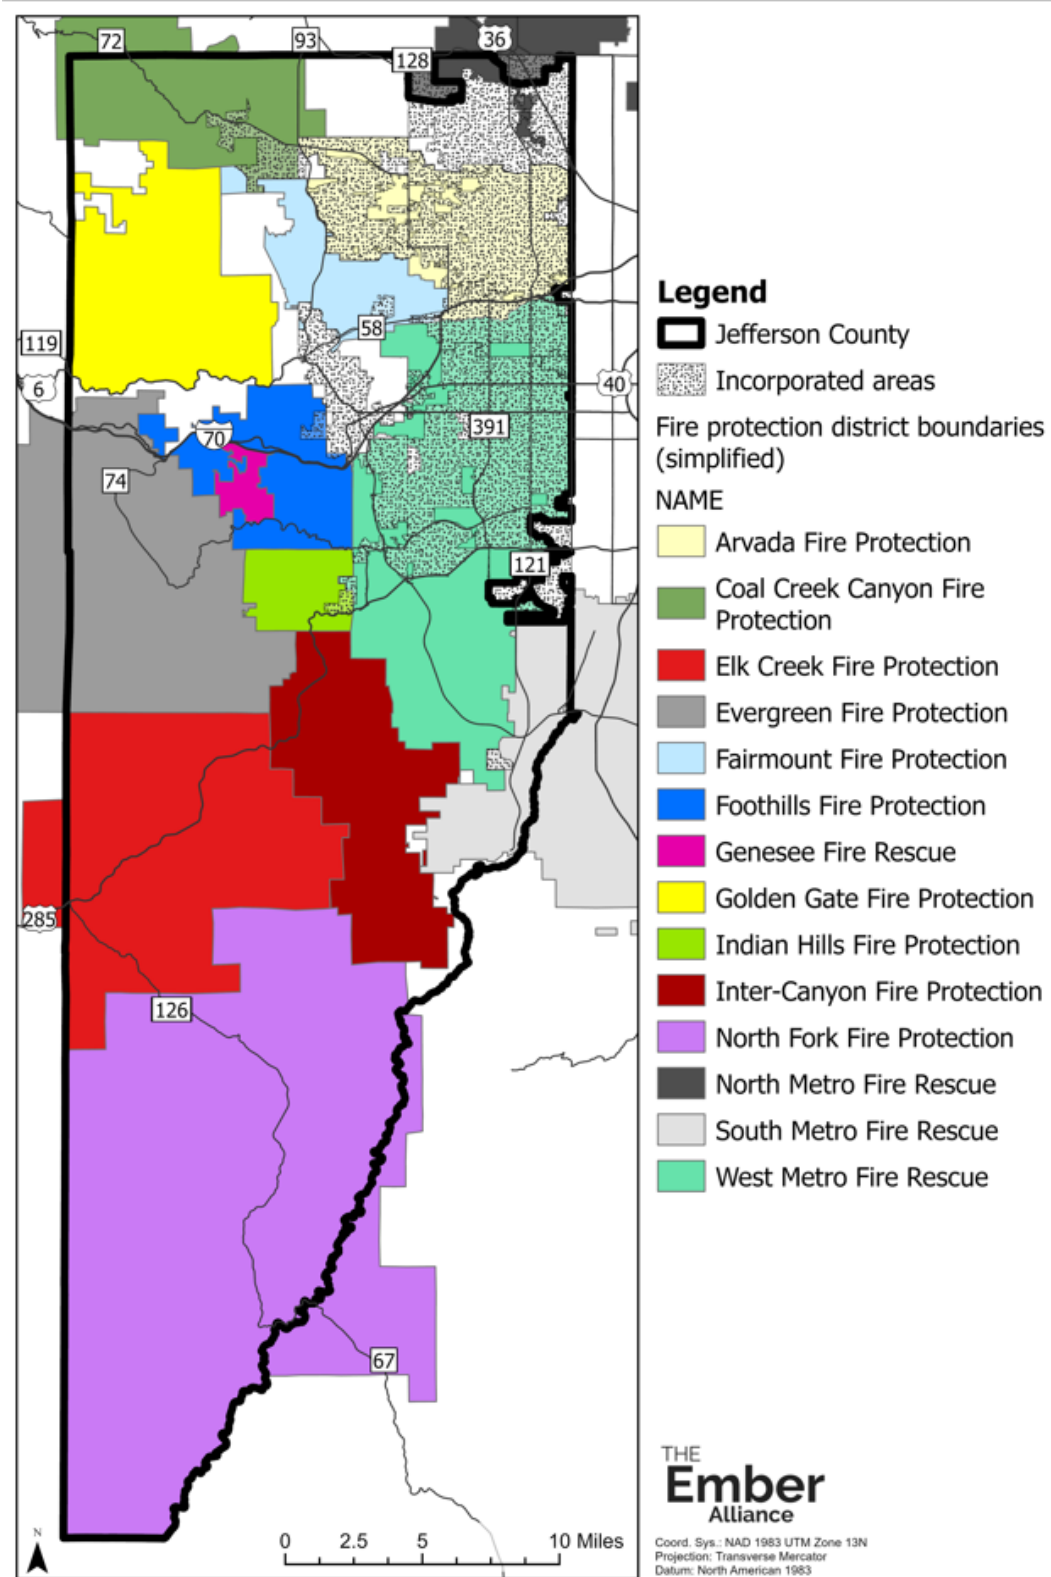 72
93
36
128
58
119
6
40
70
391
74
121
285
126
67
N
0 2.5 5 10 Miles
Legend
Jefferson County
Incorporated areas
Fire protection district boundaries
(simplified)
NAME
Arvada Fire Protection
Coal Creek Canyon Fire
Protection
Elk Creek Fire Protection
Evergreen Fire Protection
Fairmount Fire Protection
Foothills Fire Protection
Genesee Fire Rescue
Golden Gate Fire Protection
Indian Hills Fire Protection
Inter-Canyon Fire Protection
North Fork Fire Protection
North Metro Fire Rescue
South Metro Fire Rescue
West Metro Fire Rescue
THE
Ember
Alliance
Coord. Sys.: NAD 1983 UTM Zone 13N
Projection: Transverse Mercator
Datum: North American 1983